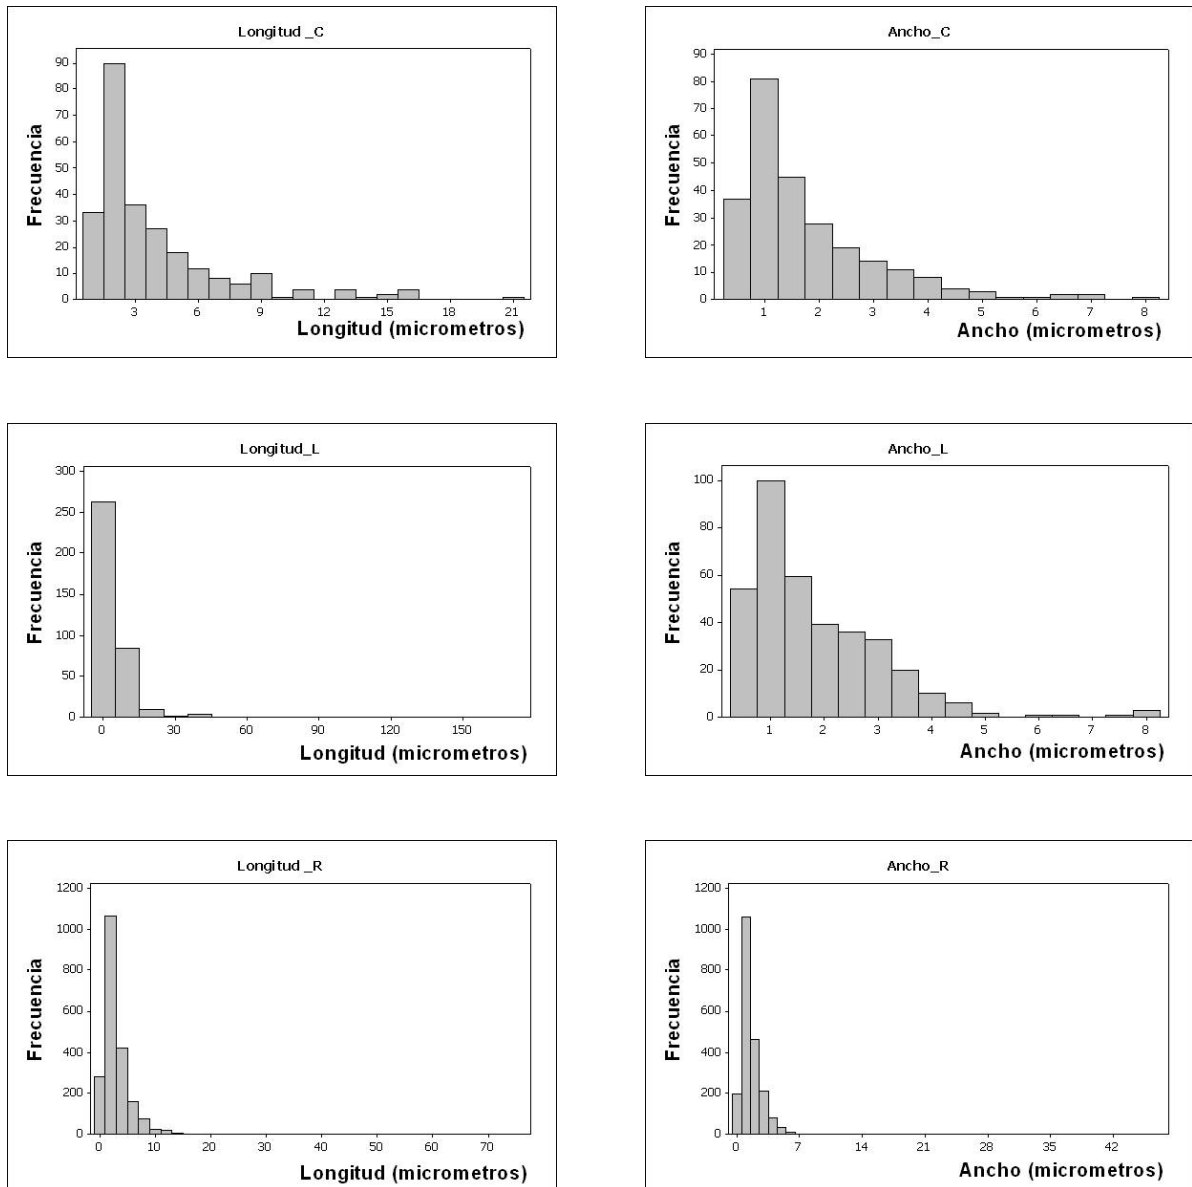 Longitud _C
Frecuencia
90
80
70
60
50
40
30
20
10
0
3 6 9 12 15 18 21
Longitud (micrometros)
Ancho_C
Frecuencia
90
80
70
60
50
40
30
20
10
0
1 2 3 4 5 6 7 8
Ancho (micrometros)
Longitud_L
Frecuencia
300
250
200
150
100
50
0
0 30 60 90 120 150
Longitud (micrometros)
Ancho_L
Frecuencia
100
80
60
40
20
0
1 2 3 4 5 6 7 8
Ancho (micrometros)
Longitud _R
Frecuencia
1200
1000
800
600
400
200
0
0 10 20 30 40 50 60 70
Longitud (micrometros)
Ancho_R
Frecuencia
1200
1000
800
600
400
200
0
0 7 14 21 28 35 42
Ancho (micrometros)